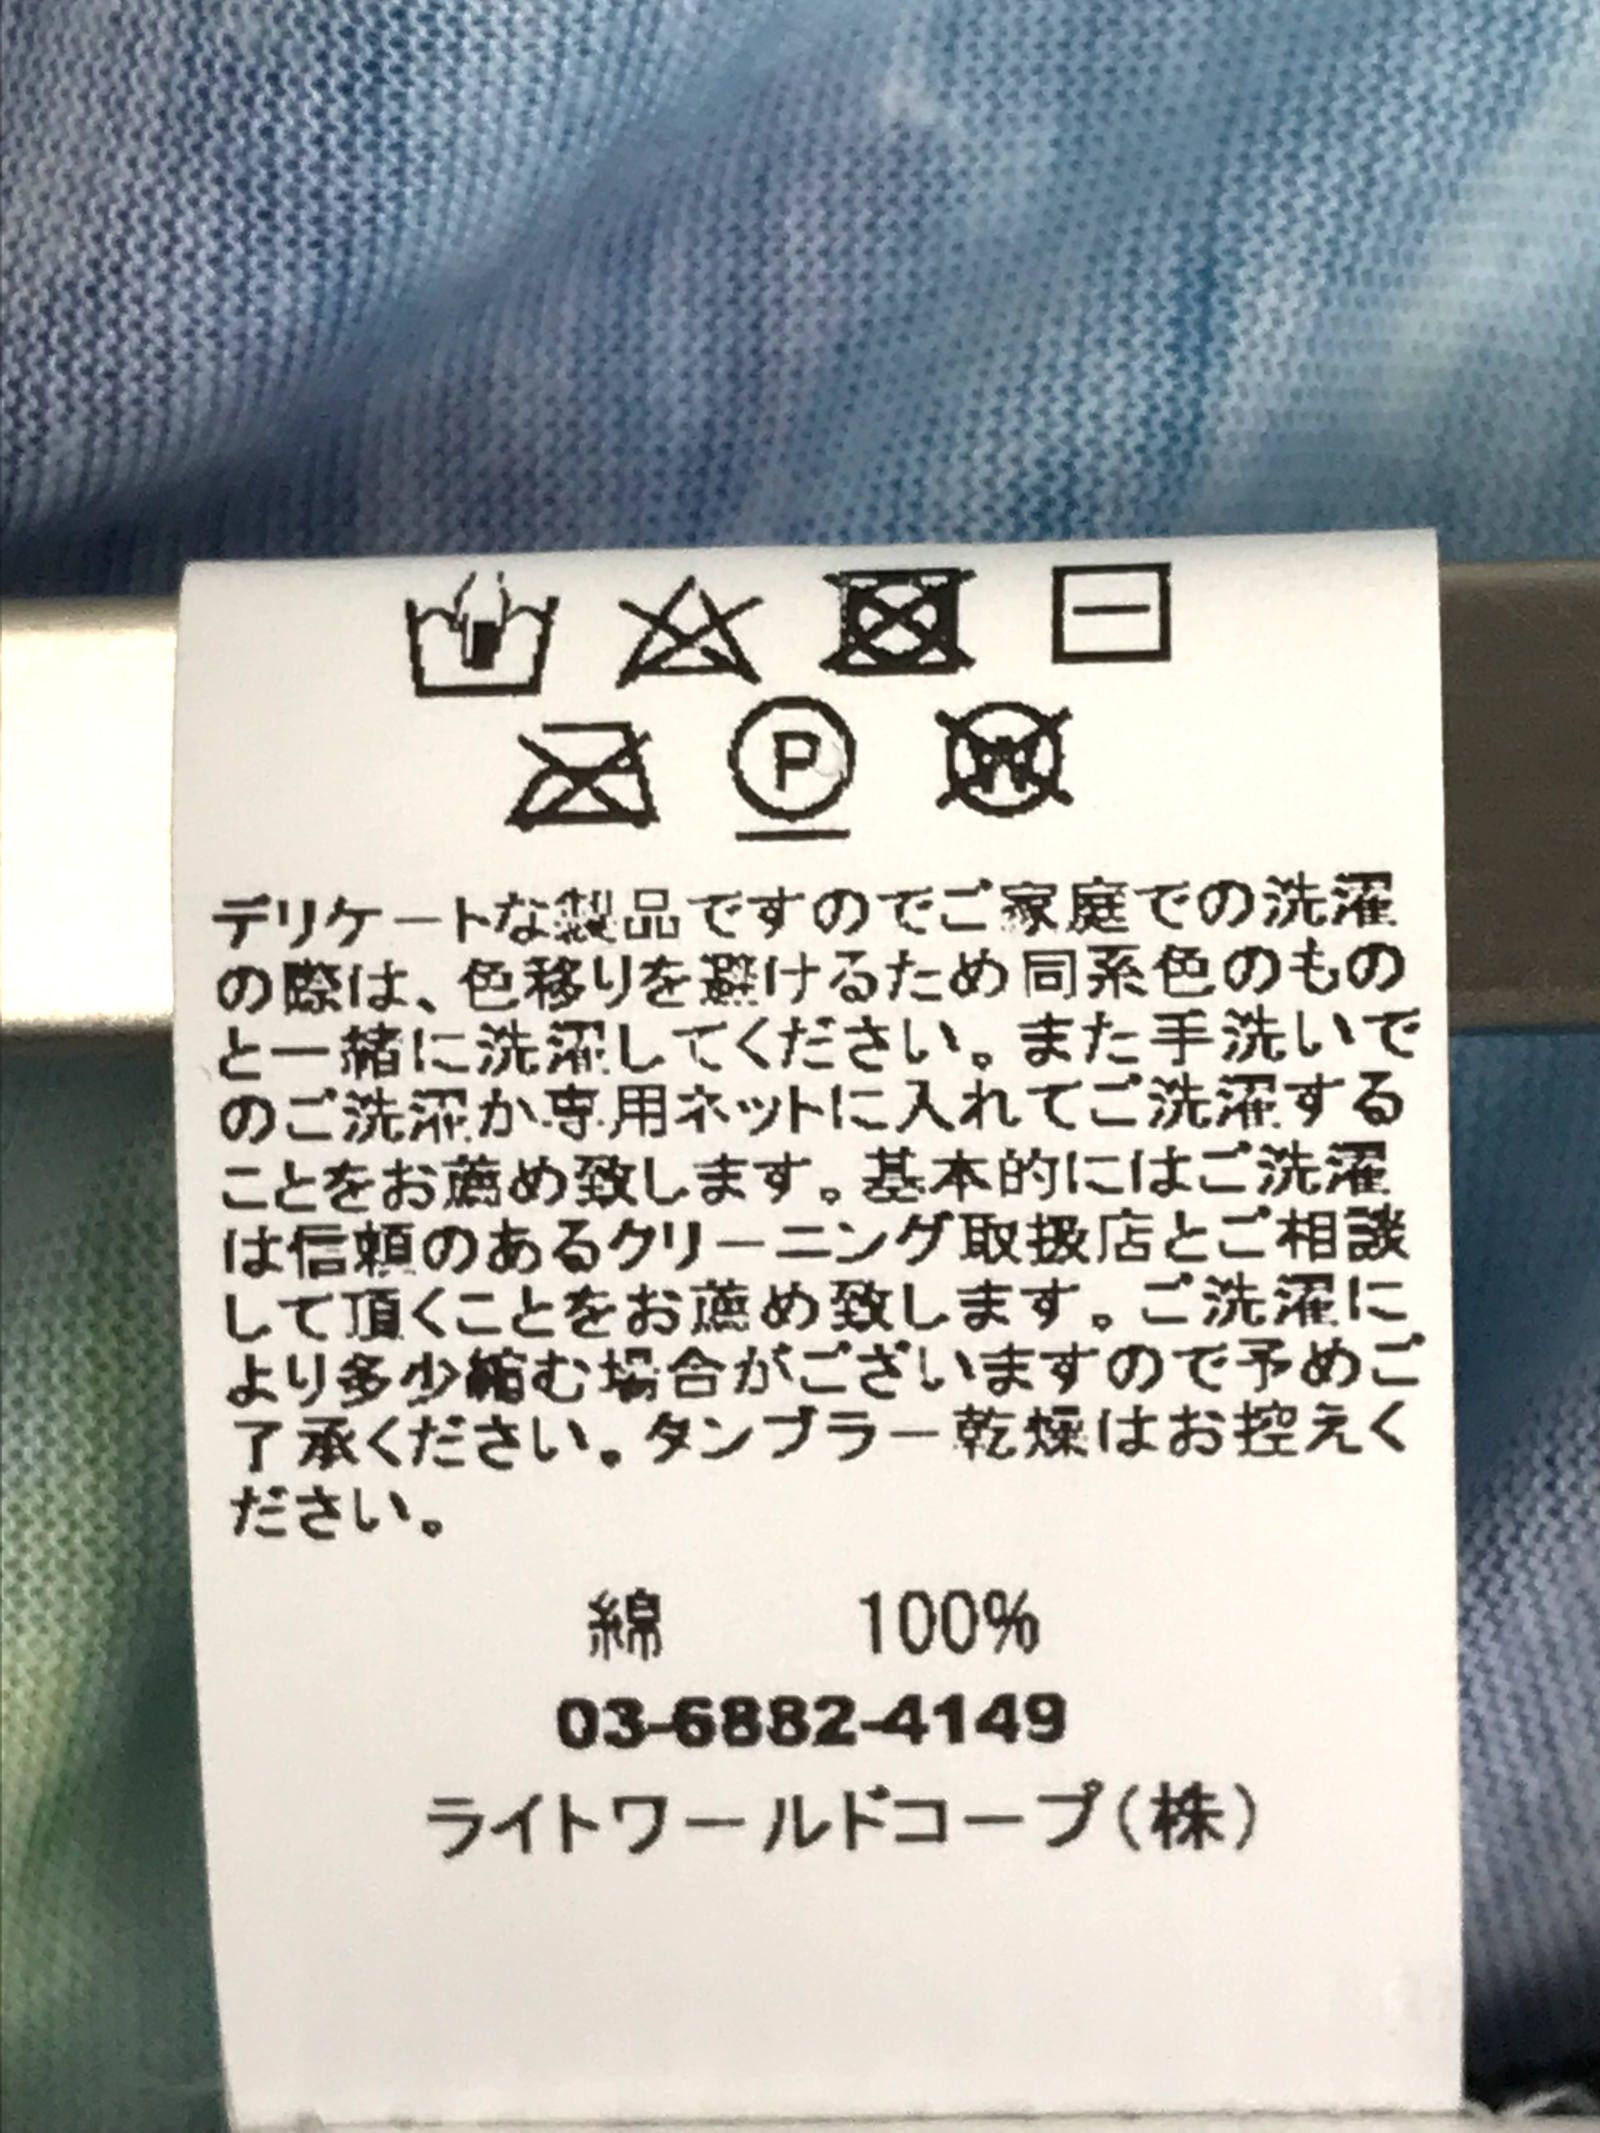 P W
デリケートな製品ですのでご家庭での洗濯
の際は、色移りを避けるため同系色のもの
と一緒に洗濯してください。また手洗いで
のご洗濯か専用ネットに入れてご洗濯する
ことをお薦め致します。基本的にはご洗濯
は信頼のあるクリーニング取扱店とご相談
して頂くことをお薦め致します。ご洗濯に
より多少縮む場合がございますので予めご
了承ください。タンブラー乾燥はお控えく
ださい。
綿 100%
03-6882-4149
ライトワールドコープ(株)